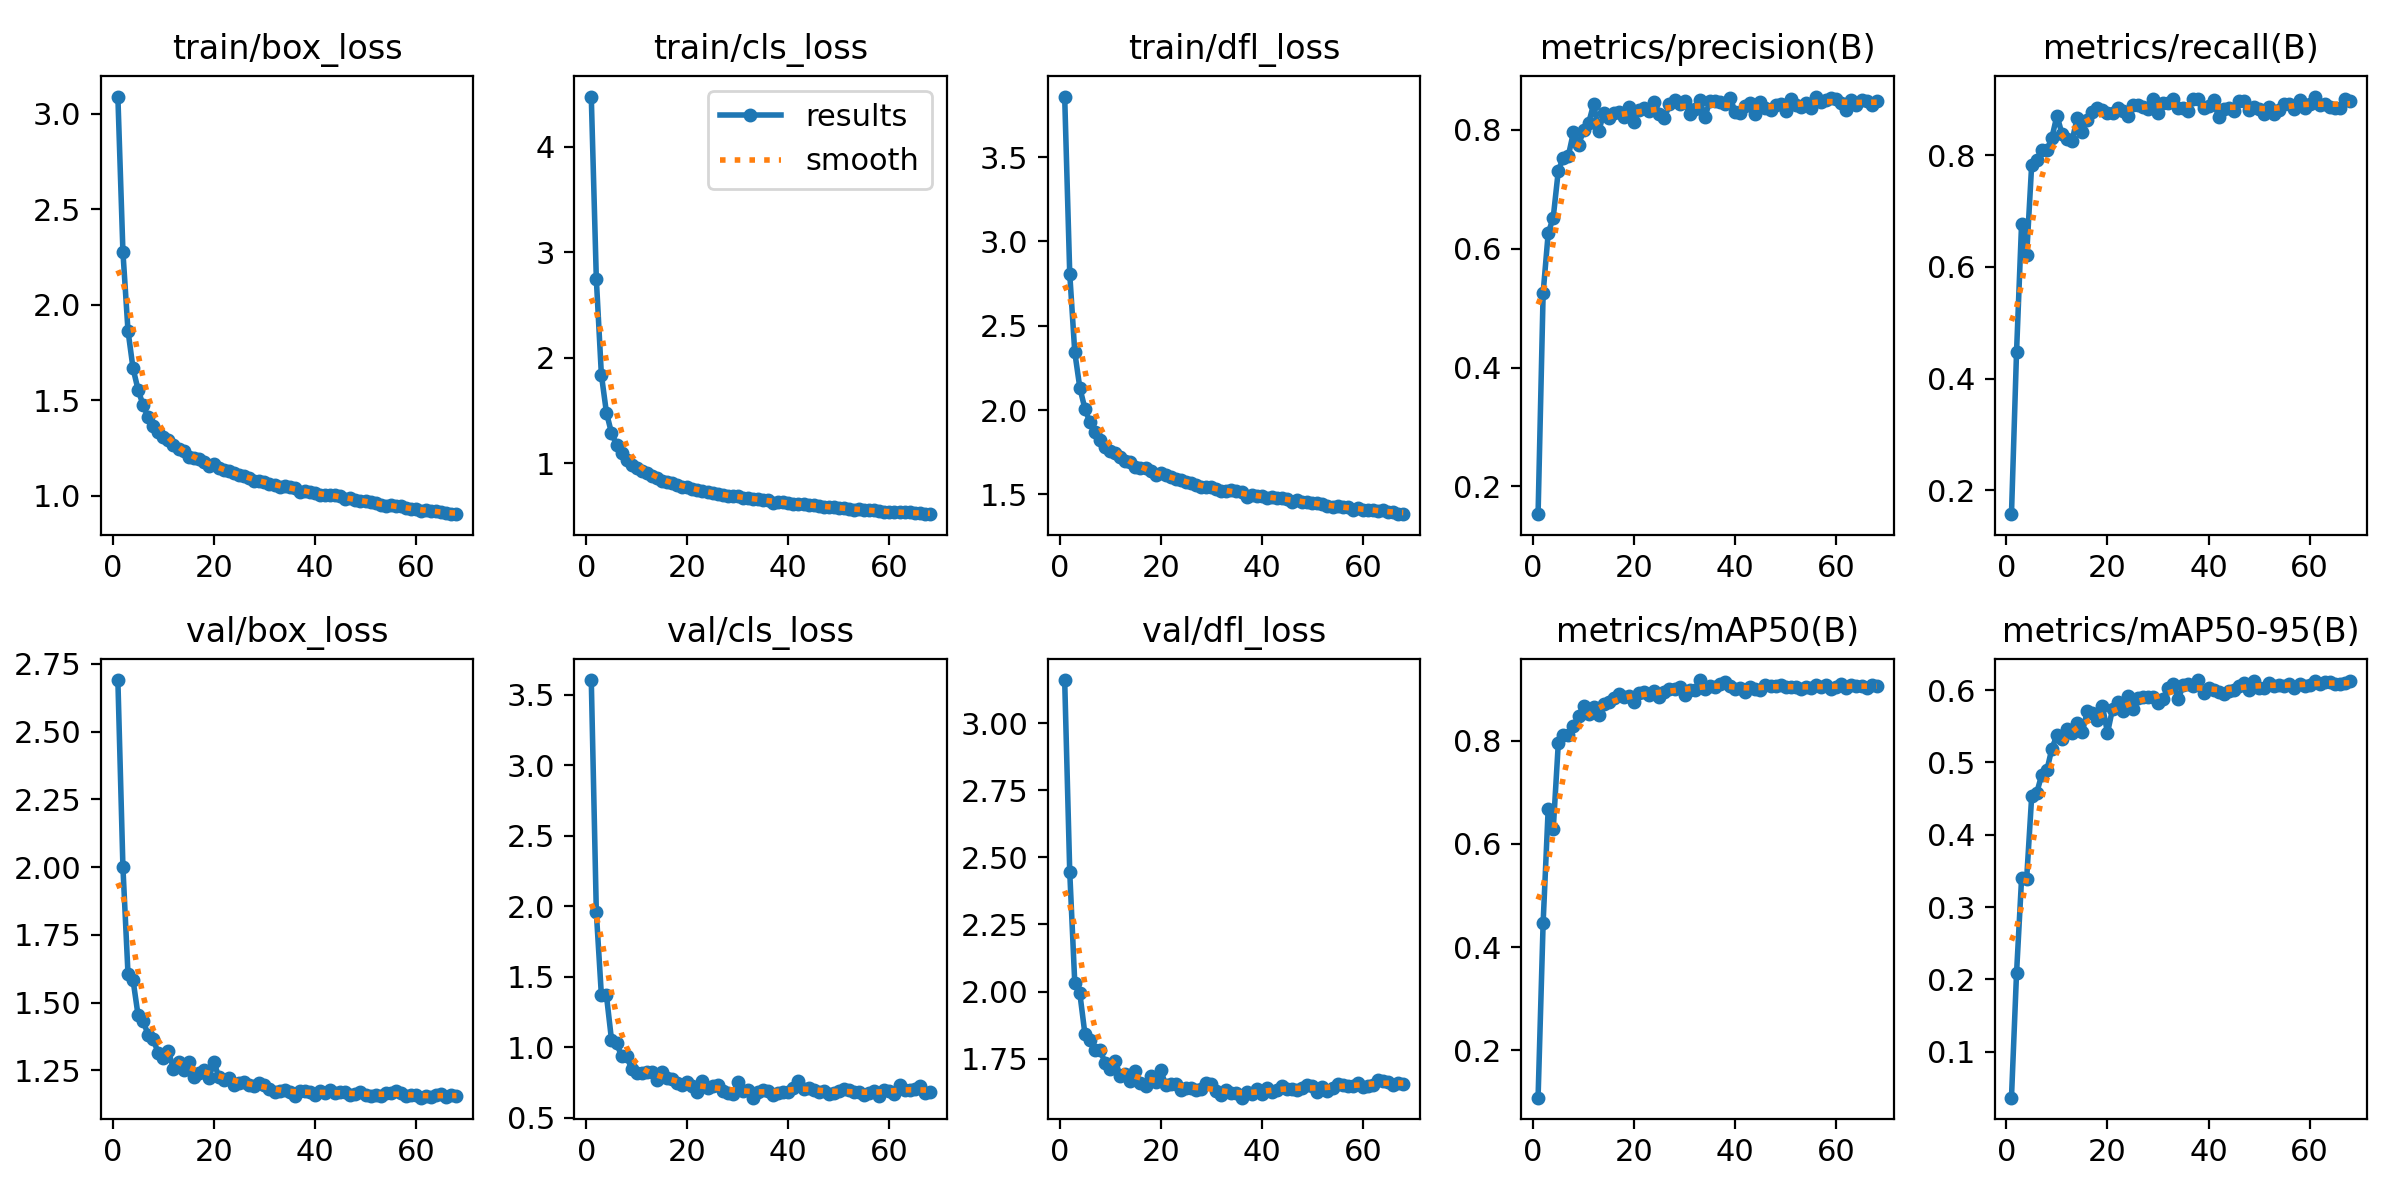 train/box_loss
train/cls_loss
train/dfl_loss
metrics/precision(B)
metrics/recall(B)
results
smooth
3.0
2.5
2.0
1.5
1.0
0 20 40 60
4
3
2
1
0 20 40 60
3.5
3.0
2.5
2.0
1.5
0 20 40 60
0.8
0.6
0.4
0.2
0 20 40 60
0.8
0.6
0.4
0.2
0 20 40 60
val/box_loss
val/cls_loss
val/dfl_loss
metrics/mAP50(B)
metrics/mAP50-95(B)
2.75
2.50
2.25
2.00
1.75
1.50
1.25
0 20 40 60
3.5
3.0
2.5
2.0
1.5
1.0
0.5
0 20 40 60
3.00
2.75
2.50
2.25
2.00
1.75
0 20 40 60
0.8
0.6
0.4
0.2
0 20 40 60
0.6
0.5
0.4
0.3
0.2
0.1
0 20 40 60